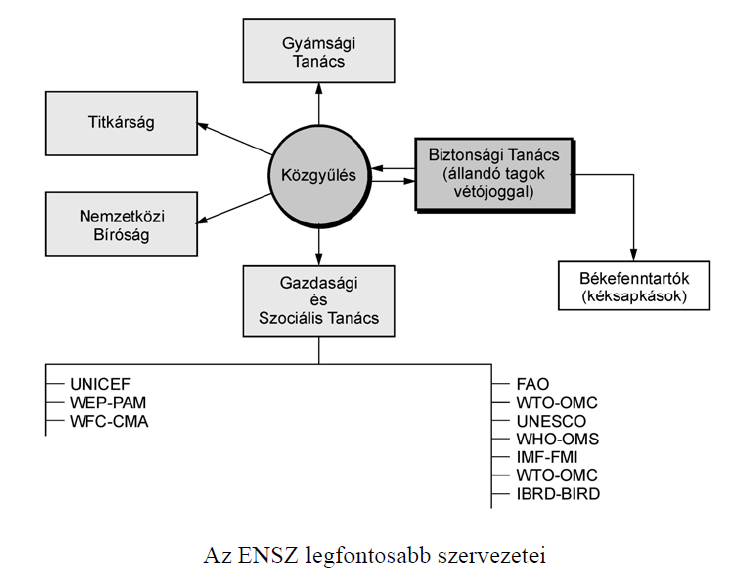 Gyámsági
Tanács
Titkárság
Közgyűlés
Biztonsági Tanács
(állandó tagok
vétójoggal)
Nemzetközi
Bíróság
Békefenntartók
(kéksapkások)
Gazdasági
és
Szociális Tanács
UNICEF
WEP-PAM
WFC-CMA
FAO
WTO-OMC
UNESCO
WHO-OMS
IMF-FMI
WTO-OMC
IBRD-BIRD
Az ENSZ legfontosabb szervezetei